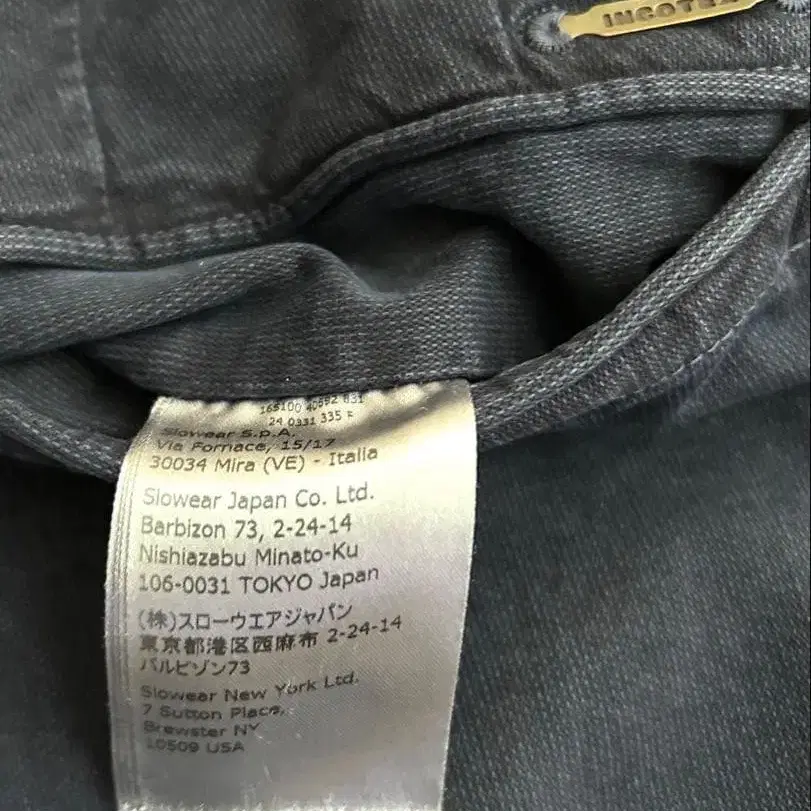 INCOTEX
165100 40892 831
24 0331 335 F
Slowear S.p.A.
Via Fornace, 15/17
30034 Mira (VE) - Italia
Slowear Japan Co. Ltd.
Barbizon 73, 2-24-14
Nishiazabu Minato-Ku
106-0031 TOKYO Japan
(株)スローウエアジャパン
東京都港区西麻布 2-24-14
バルビゾン73
Slowear New York Ltd.
7 Sutton Place,
Brewster NY
10509 USA